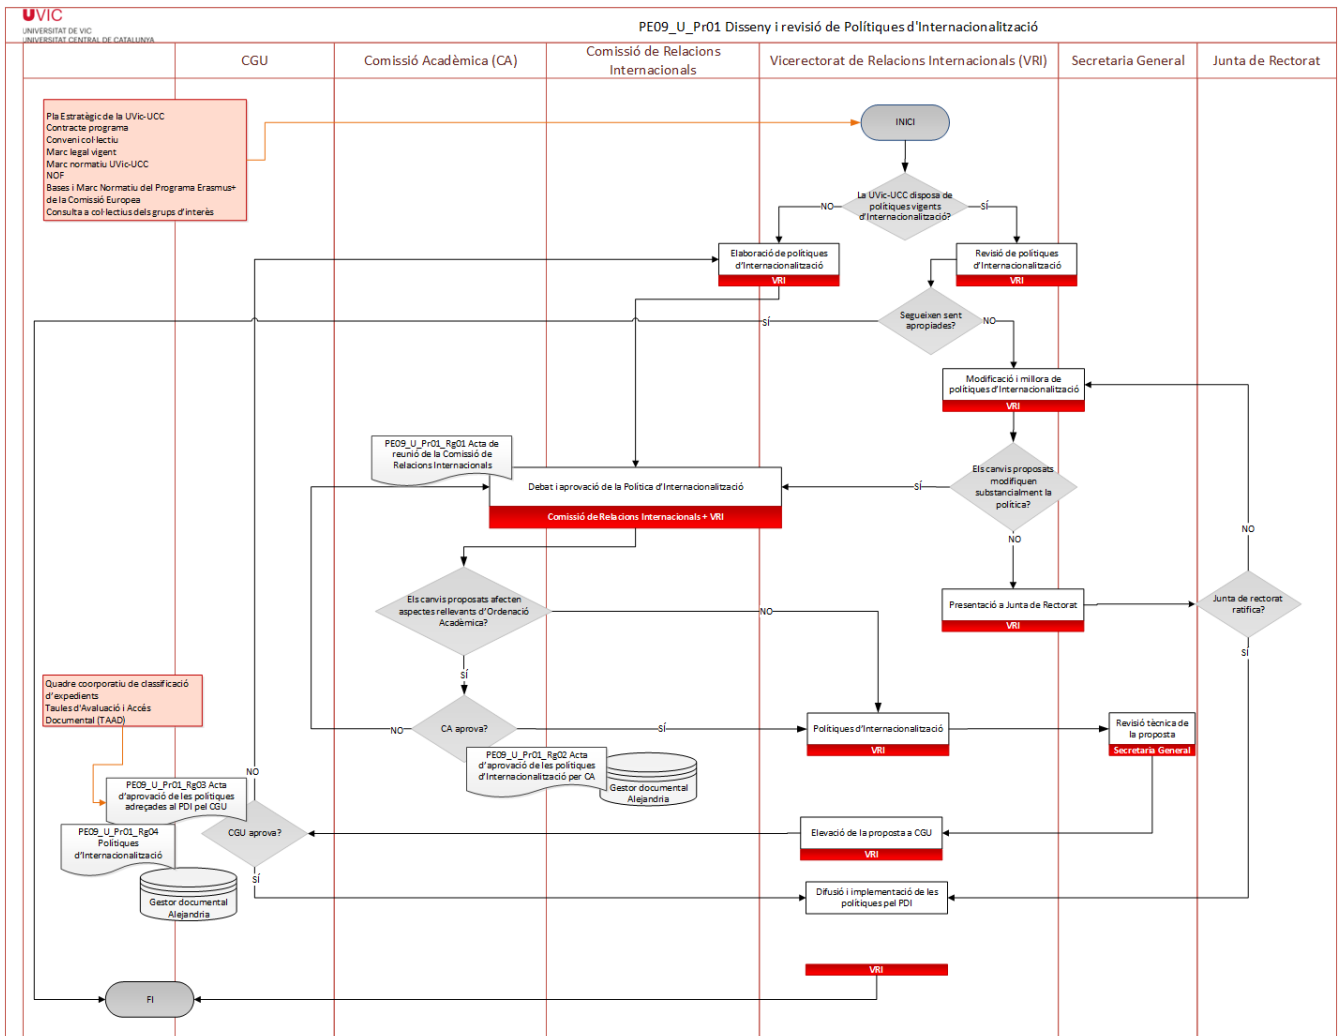 UVIC
UNIVERSITAT DE VIC
UNIVERSITAT CENTRAL DE CATALUNYA
PE09_U_Pr01 Disseny i revisió de Polítiques d'Internacionalització
CGU
Comissió Acadèmica (CA)
Comissió de Relacions
Internacionals
Vicerectorat de Relacions Internacionals (VRI)
Secretaria General
Junta de Rectorat
Pla Estratègic de la UVic-UCC
Contracte programa
Conveni col·lectiu
Marc legal vigent
Marc normatiu UVic-UCC
NOF
Bases i Marc Normatiu del Programa Erasmus+
de la Comissió Europea
Consulta a col·lectius dels grups d'interès
INICI
La UVic-UCC disposa de
polítiques vigents
d'Internacionalització?
NO
SÍ
Elaboració de polítiques
d'Internacionalització
VRI
Revisió de polítiques
d'Internacionalització
VRI
Segueixen sent
apropiades?
SÍ
NO
Modificació i millora de
polítiques d'Internacionalització
VRI
PE09_U_Pr01_Rg01 Acta de
reunió de la Comissió de
Relacions Internacionals
Debat i aprovació de la Política d'Internacionalització
Comissió de Relacions Internacionals + VRI
SÍ
Els canvis proposats
modifiquen
substancialment la
política?
NO
NO
Els canvis proposats afecten
aspectes rellevants d'Ordenació
Acadèmica?
NO
SÍ
Presentació a Junta de Rectorat
VRI
Junta de rectorat
ratifica?
SÍ
Quadre coorporatiu de classificació
d'expedients
Taules d'Avaluació i Accés
Documental (TAAD)
NO
CA aprova?
SÍ
Polítiques d'Internacionalització
VRI
Revisió tècnica de
la proposta
Secretaria General
PE09_U_Pr01_Rg02 Acta
d'aprovació de les polítiques
d'Internacionalització per CA
Gestor documental
Alejandria
NO
PE09_U_Pr01_Rg03 Acta
d'aprovació de les polítiques
adreçades al PDI pel CGU
PE09_U_Pr01_Rg04
Polítiques
d'Internacionalització
CGU aprova?
Elevació de la proposta a CGU
VRI
SÍ
Gestor documental
Alejandria
Difusió i implementació de les
polítiques pel PDI
VRI
FI